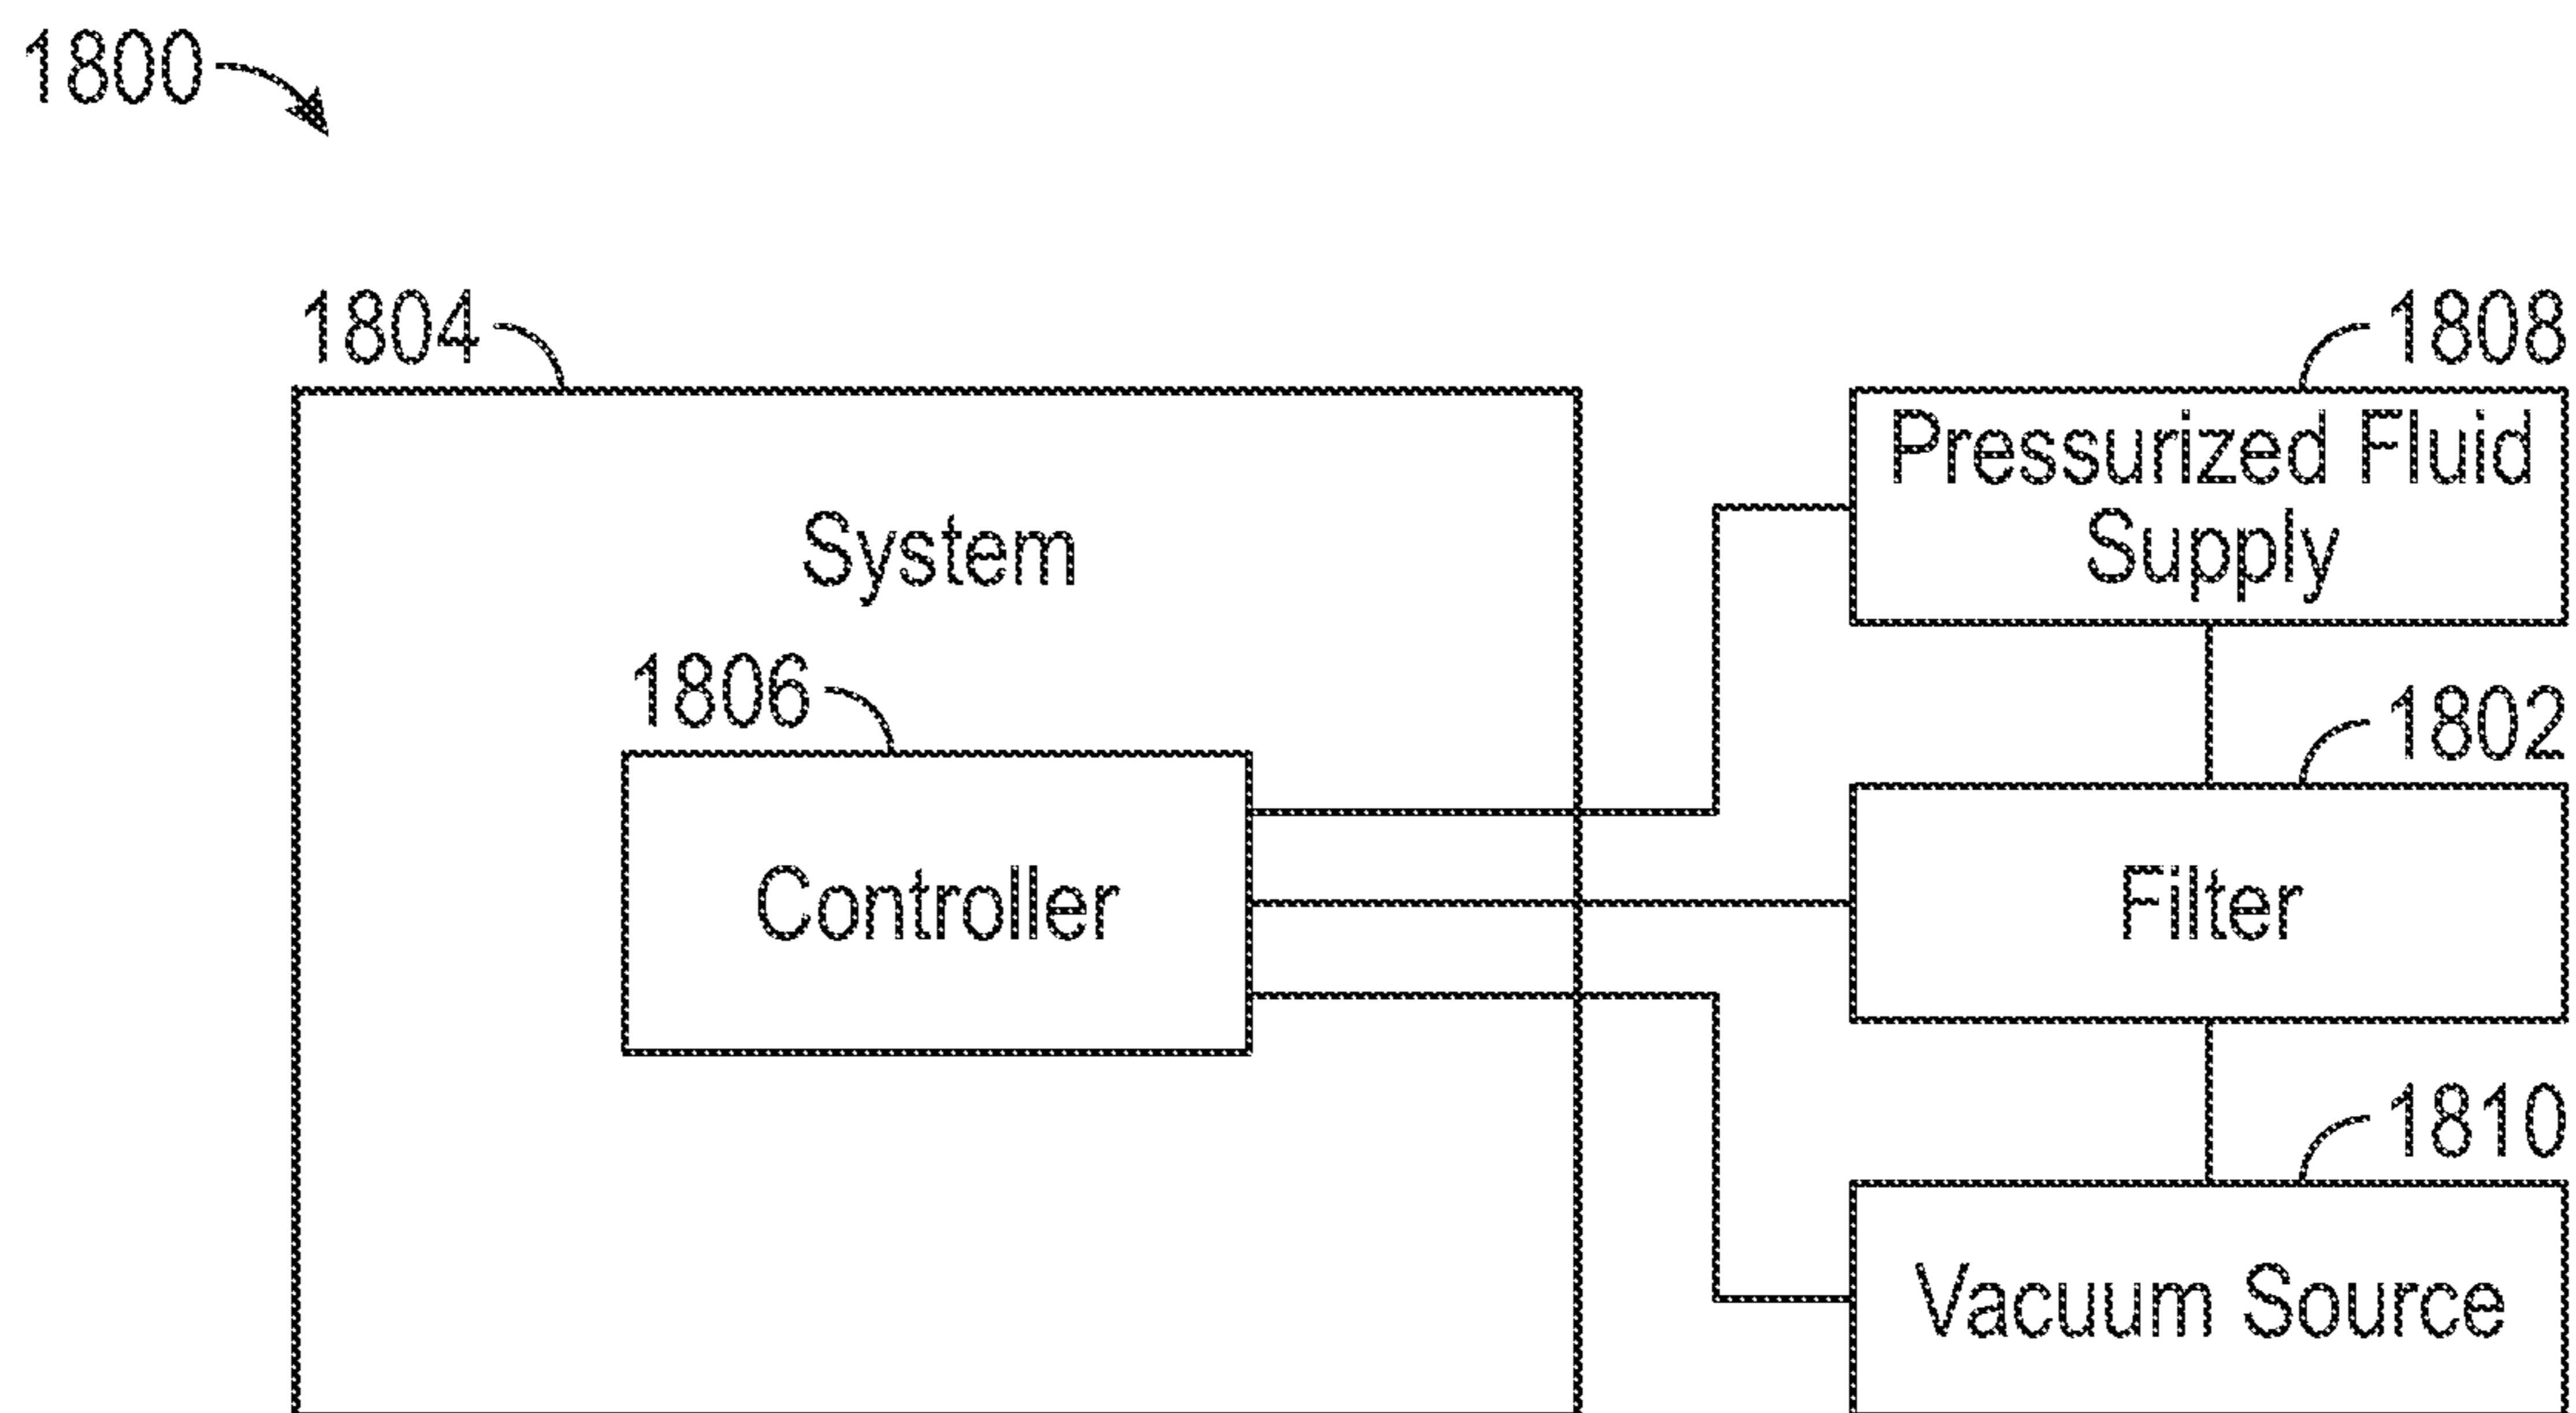 1800
1804
1808
Pressurized Fluid
Supply
System
1806
1802
Controller
Filter
1810
Vacuum Source